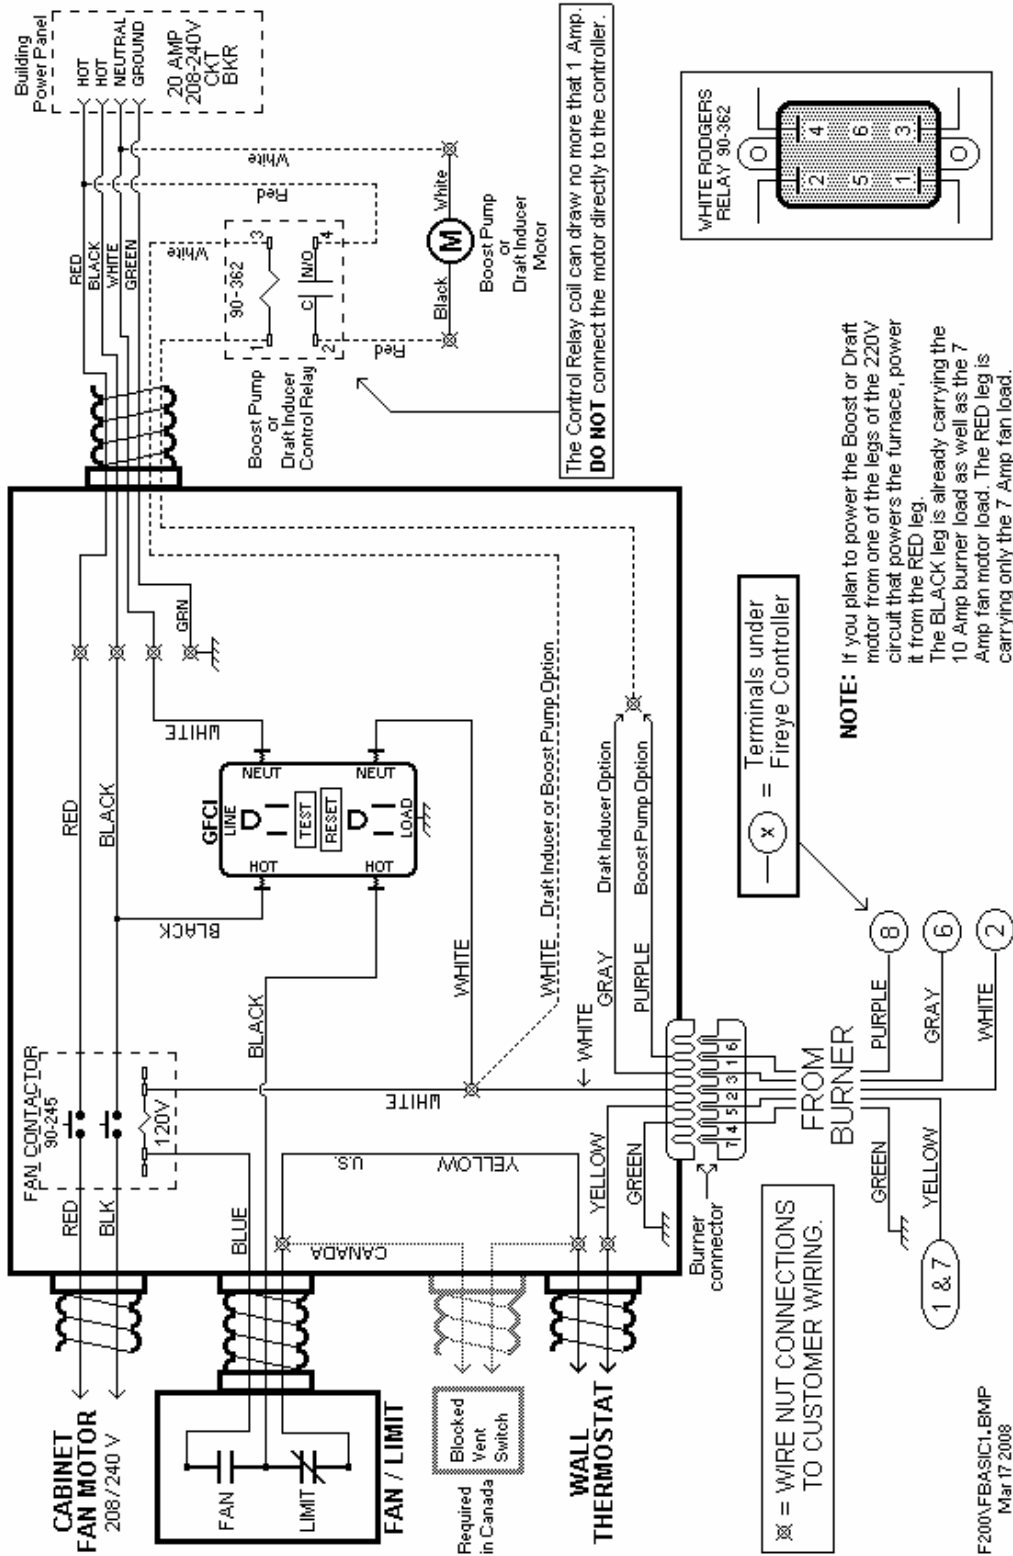 Building
Power Panel
HOT
HOT
NEUTRAL
GROUND
20 AMP
208-240V
CKT
BKR
RED
BLACK
WHITE
GREEN
White
Red
White
90-362
1
3
C
N/O
2
4
Red
Boost Pump
or
Draft Inducer
Control Relay
Black
M
White
Boost Pump
or
Draft Inducer
Motor
The Control Relay coil can draw no more that 1 Amp.
DO NOT connect the motor directly to the controller.
WHITE RODGERS
RELAY 90-362
2
4
5
6
1
3
NOTE: If you plan to power the Boost or Draft
motor from one of the legs of the 220V
circuit that powers the furnace, power
it from the RED leg.
The BLACK leg is already carrying the
10 Amp burner load as well as the 7
Amp fan motor load. The RED leg is
carrying only the 7 Amp fan load.
CABINET
FAN MOTOR
208/240 V
RED
BLK
FAN CONTACTOR
90-245
120V
RED
BLACK
BLACK
WHITE
GRN
GFCI
LINE
HOT
NEUT
TEST
RESET
HOT
NEUT
LOAD
FAN
LIMIT
FAN / LIMIT
BLUE
BLACK
WHITE
WHITE
CANADA
U.S.
YELLOW
WHITE
Draft Inducer or Boost Pump Option
WHITE
GRAY
Draft Inducer Option
PURPLE
Boost Pump Option
Required
in Canada
Blocked
Vent
Switch
WALL
THERMOSTAT
YELLOW
GREEN
Burner
connector
7 4 5 2 3 1 6
FROM
BURNER
= Terminals under
Fireye Controller
X
PURPLE
8
GRAY
6
WHITE
2
GREEN
YELLOW
1 & 7
= WIRE NUT CONNECTIONS
TO CUSTOMER WIRING.
F200\FBASIC1.BMP
Mar 17 2008